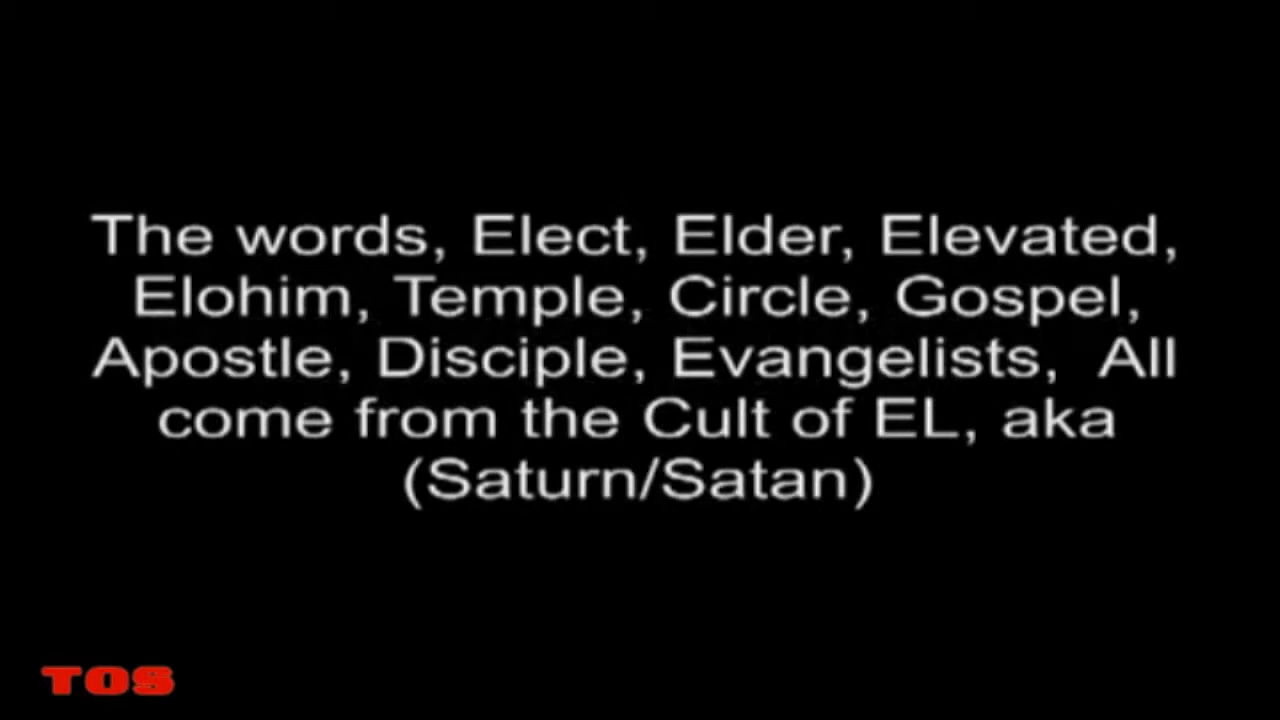 The words, Elect, Elder, Elevated,
Elohim, Temple, Circle, Gospel,
Apostle, Disciple, Evangelists,  All
come from the Cult of EL, aka
(Saturn/Satan)
TOS